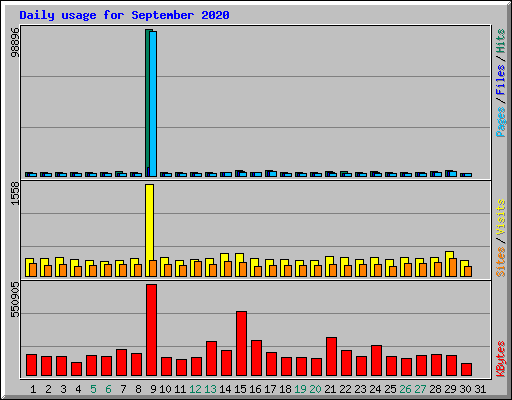 Daily usage for September 2020
98896
Pages / Files / Hits
1558
Sites / Visits
550905
KBytes
1 2 3 4 5 6 7 8 9 10 11 12 13 14 15 16 17 18 19 20 21 22 23 24 25 26 27 28 29 30 31